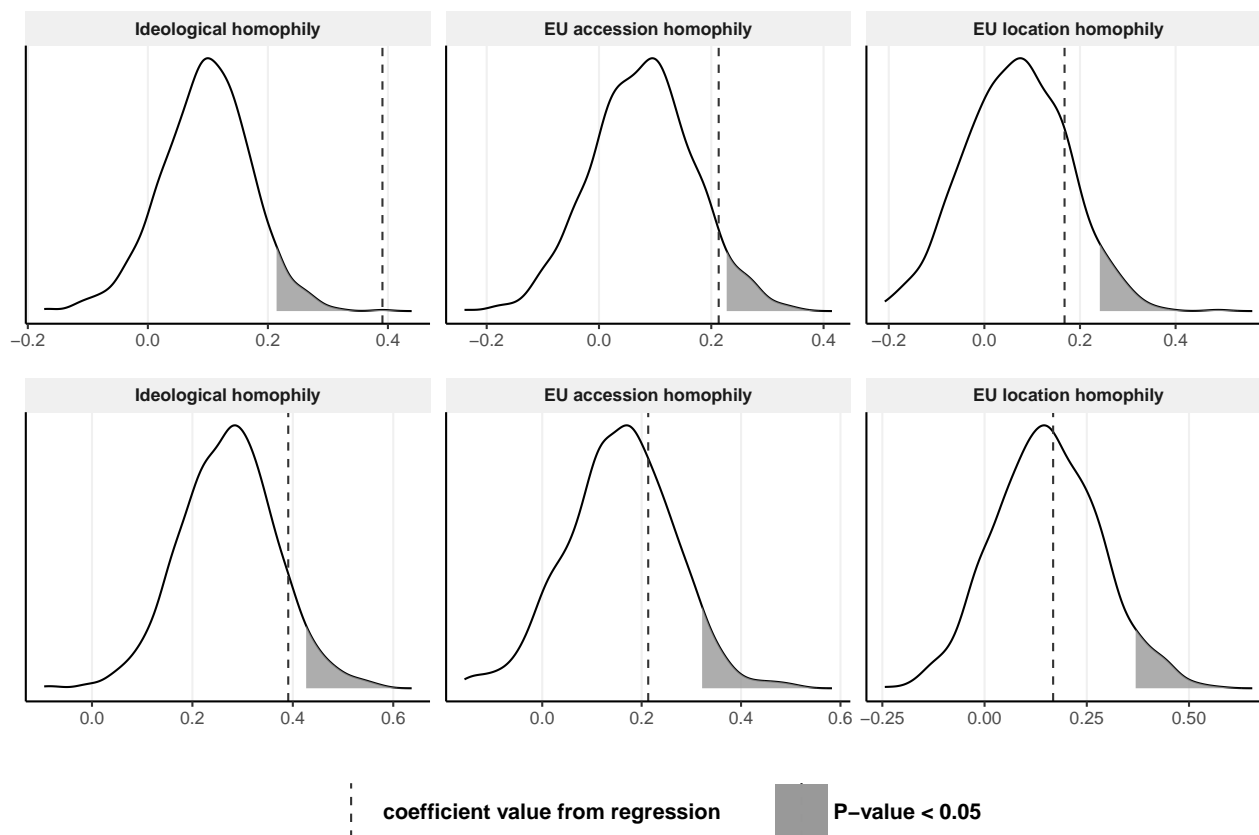 Ideological homophily EU accession homophily EU location homophily
−0.2 0.0 0.2 0.4 −0.2 0.0 0.2 0.4 −0.2 0.0 0.2 0.4
Ideological homophily EU accession homophily EU location homophily
0.0 0.2 0.4 0.6 0.0 0.2 0.4 0.6 −0.25 0.00 0.25 0.50
coefficient value from regression P−value < 0.05